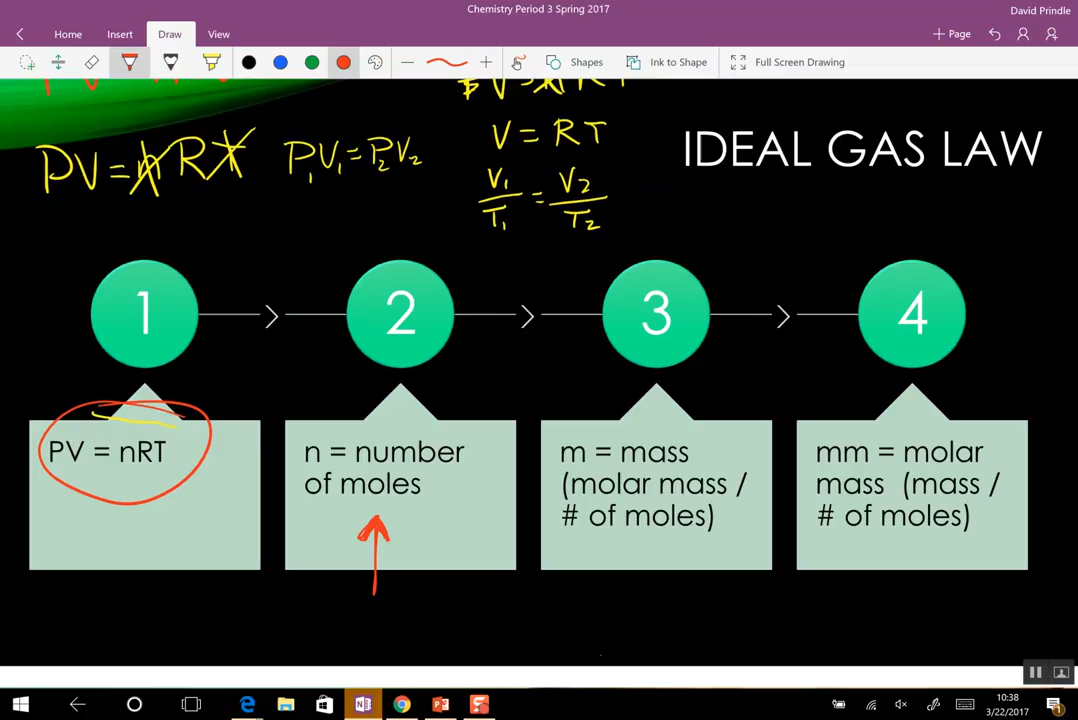 Chemistry Period 3 Spring 2017
David Prindle
Home Insert Draw View
+ Page
Shapes
Ink to Shape
Full Screen Drawing
V = RT
PV = nRT
P₁V₁ = P₂V₂
V₁/T₁ = V₂/T₂
IDEAL GAS LAW
1
2
3
4
PV = nRT
n = number
of moles
m = mass
(molar mass /
# of moles)
mm = molar
mass (mass /
# of moles)
10:38
3/22/2017